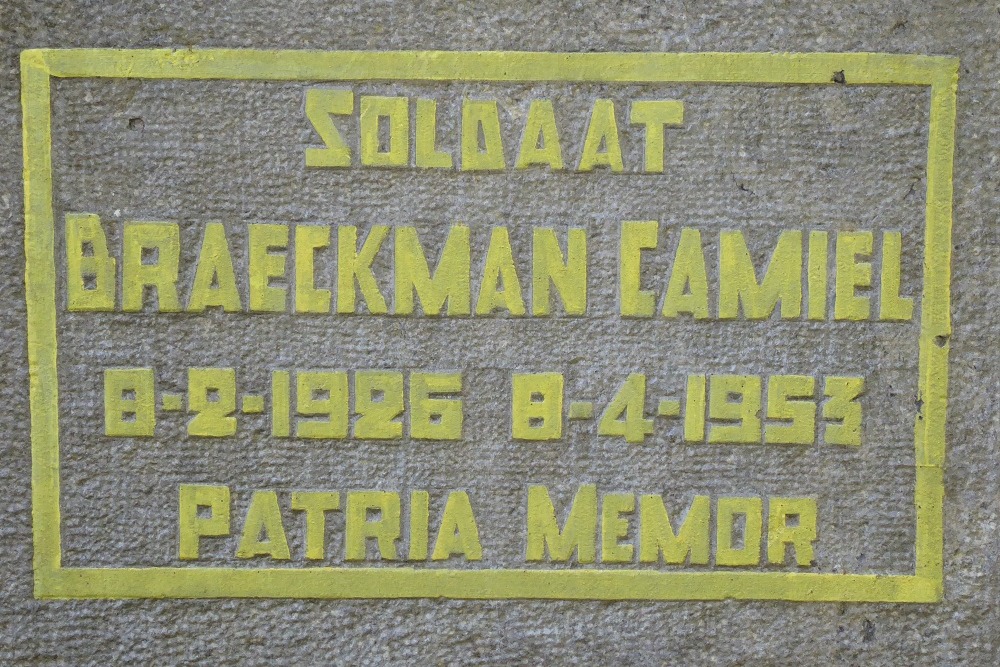 SOLDAAT
BRAECKMAN CAMIEL
8-2-1926 8-4-1953
PATRIA MEMOR